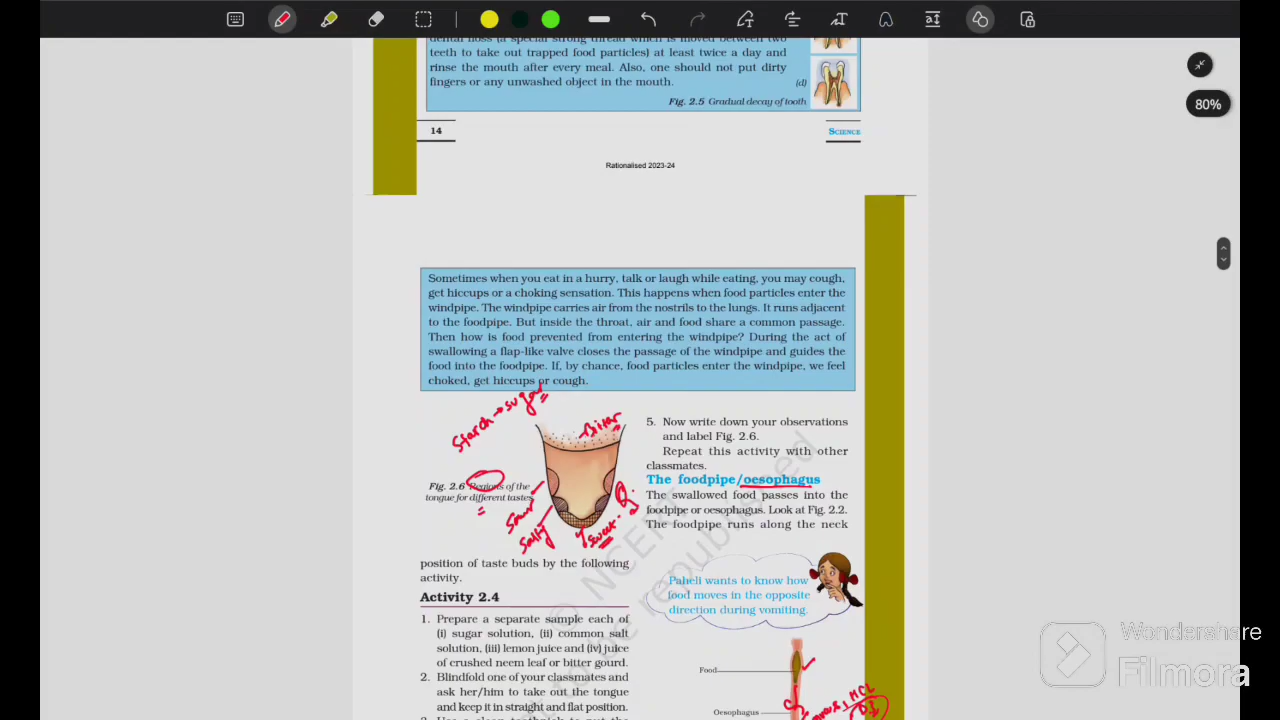 80%
dental floss (a special strong thread which is moved between two
teeth to take out trapped food particles) at least twice a day and
rinse the mouth after every meal. Also, one should not put dirty
fingers or any unwashed object in the mouth.
(d)
Fig. 2.5 Gradual decay of tooth
14
SCIENCE
Rationalised 2023-24
Sometimes when you eat in a hurry, talk or laugh while eating, you may cough,
get hiccups or a choking sensation. This happens when food particles enter the
windpipe. The windpipe carries air from the nostrils to the lungs. It runs adjacent
to the foodpipe. But inside the throat, air and food share a common passage.
Then how is food prevented from entering the windpipe? During the act of
swallowing a flap-like valve closes the passage of the windpipe and guides the
food into the foodpipe. If, by chance, food particles enter the windpipe, we feel
choked, get hiccups or cough.
Starch → sugar
Bitter
Fig. 2.6 Regions of the
tongue for different tastes
Sour
Salty
Sweet
position of taste buds by the following
activity.
Activity 2.4
1. Prepare a separate sample each of
(i) sugar solution, (ii) common salt
solution, (iii) lemon juice and (iv) juice
of crushed neem leaf or bitter gourd.
2. Blindfold one of your classmates and
ask her/him to take out the tongue
and keep it in straight and flat position.
5. Now write down your observations
and label Fig. 2.6.
Repeat this activity with other
classmates.
The foodpipe/oesophagus
The swallowed food passes into the
foodpipe or oesophagus. Look at Fig. 2.2.
The foodpipe runs along the neck
Paheli wants to know how
food moves in the opposite
direction during vomiting.
Food
Oesophagus
HCL
© NCERT
be republished
Wondershare
Filmora